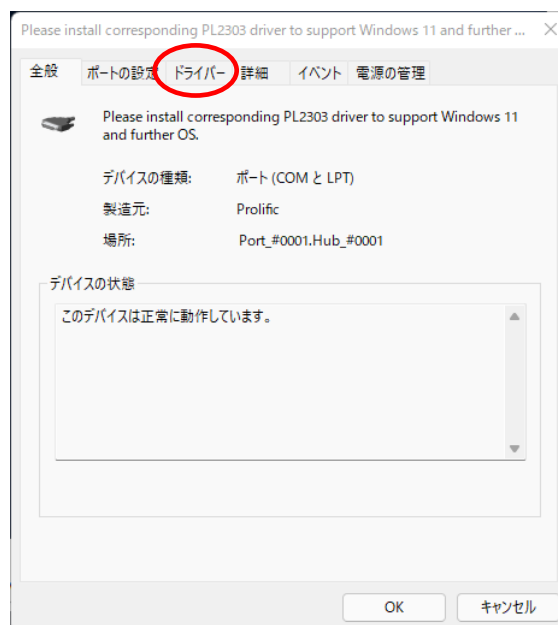 Please install corresponding PL2303 driver to support Windows 11 and further ...
全般 ポートの設定 ドライバー 詳細 イベント 電源の管理
Please install corresponding PL2303 driver to support Windows 11
and further OS.
デバイスの種類: ポート (COM と LPT)
製造元: Prolific
場所: Port_#0001.Hub_#0001
デバイスの状態
このデバイスは正常に動作しています。
OK キャンセル